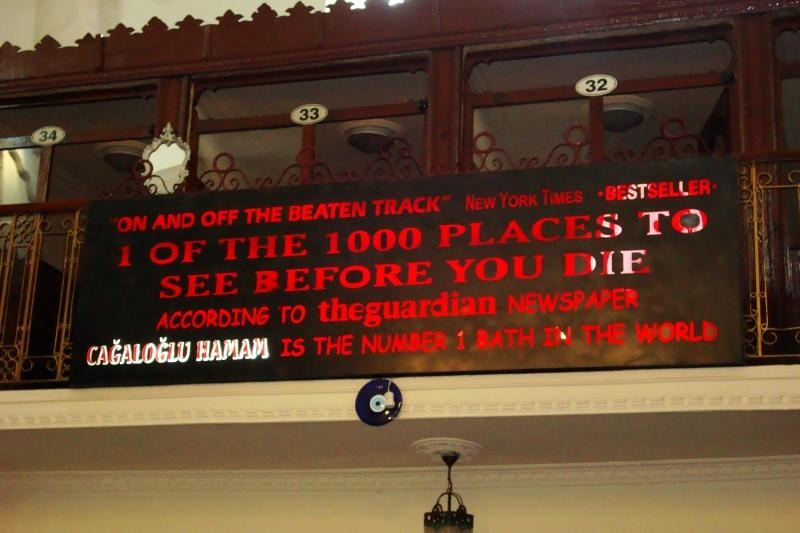 34
33
32
"ON AND OFF THE BEATEN TRACK" NEW YORK TIMES •BESTSELLER•
1 OF THE 1000 PLACES TO
SEE BEFORE YOU DIE
ACCORDING TO theguardian NEWSPAPER
CAĞALOĞLU HAMAM IS THE NUMBER 1 BATH IN THE WORLD